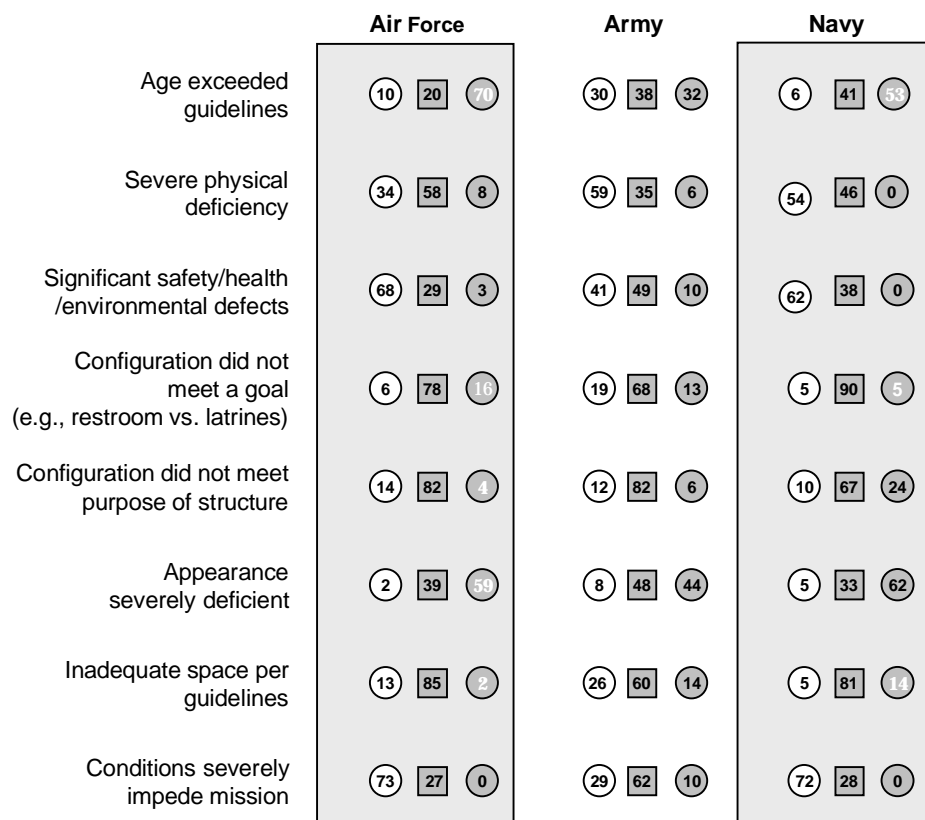 Air Force Army Navy
Age exceeded
guidelines
10 20 70 30 38 32 6 41 53
Severe physical
deficiency
34 58 8 59 35 6 54 46 0
Significant safety/health
/environmental defects
68 29 3 41 49 10 62 38 0
Configuration did not
meet a goal
(e.g., restroom vs. latrines)
6 78 16 19 68 13 5 90 5
Configuration did not meet
purpose of structure
14 82 4 12 82 6 10 67 24
Appearance
severely deficient
2 39 59 8 48 44 5 33 62
Inadequate space per
guidelines
13 85 2 26 60 14 5 81 14
Conditions severely
impede mission
73 27 0 29 62 10 72 28 0